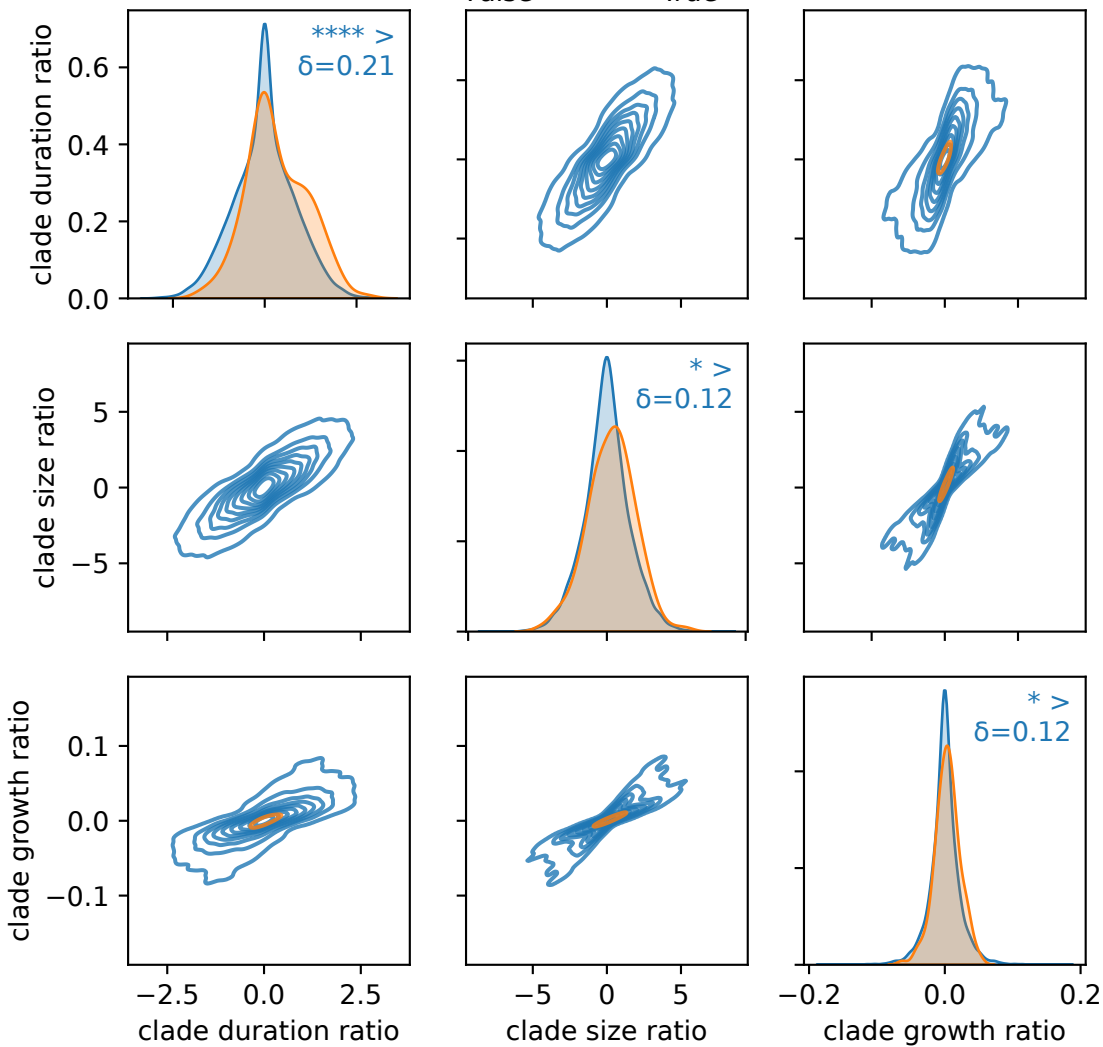 clade duration ratio
0.6
0.4
0.2
0.0
**** >
δ=0.21
clade size ratio
5
0
−5
* >
δ=0.12
clade growth ratio
0.1
0.0
−0.1
* >
δ=0.12
−2.5 0.0 2.5
−5 0 5
−0.2 0.0 0.2
clade duration ratio
clade size ratio
clade growth ratio